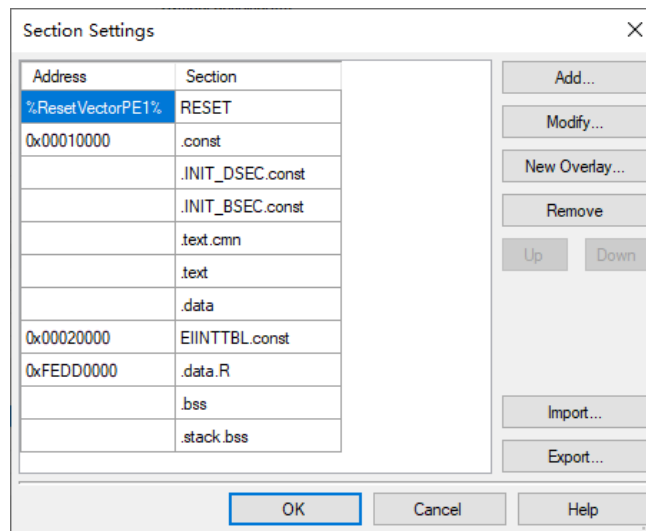 Section Settings
Address Section
%ResetVectorPE1% RESET
0x00010000 .const
.INIT_DSEC.const
.INIT_BSEC.const
.text.cmn
.text
.data
0x00020000 EIINTTBL.const
0xFEDD0000 .data.R
.bss
.stack.bss
Add...
Modify...
New Overlay...
Remove
Up Down
Import...
Export...
OK Cancel Help